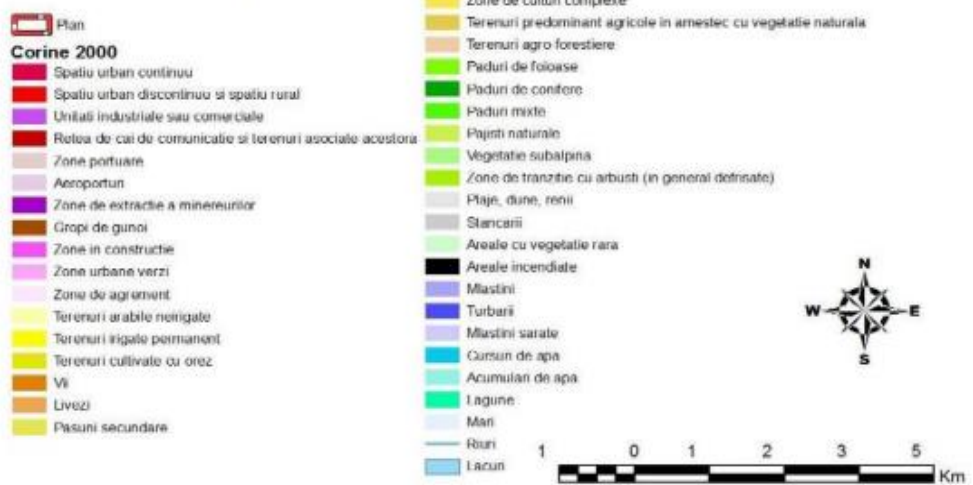 Plan
Corine 2000
Spatiu urban continuu
Spatiu urban discontinuu si spatiu rural
Unitati industriale sau comerciale
Retea de cai de comunicatie si terenuri asociate acestora
Zone portuare
Aeroporturi
Zone de extractie a minereurilor
Gropi de gunoi
Zone in constructie
Zone urbane verzi
Zone de agrement
Terenuri arabile neirigate
Terenuri irigate permanent
Terenuri cultivate cu orez
Vii
Livezi
Pasuni secundare
Zone de culturi complexe
Terenuri predominant agricole in amestec cu vegetatie naturala
Terenuri agro forestiere
Paduri de foioase
Paduri de conifere
Paduri mixte
Pajisti naturale
Vegetatie subalpina
Zone de tranzitie cu arbusti (in general defrisate)
Plaje, dune, renii
Stancarii
Areale cu vegetatie rara
Areale incendiate
Mlastini
Turbarii
Mlastini sarate
Cursuri de apa
Acumulari de apa
Lagune
Mari
Riuri
Lacuri
N
W E
S
1 0 1 2 3 5
Km